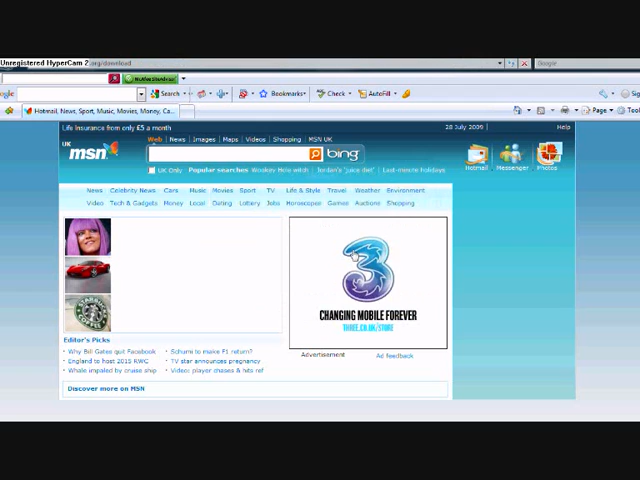 Unregistered HyperCam 2 .org/download
Google
Search
Bookmarks
Check
AutoFill
Hotmail, News, Sport, Music, Movies, Money, Ca...
Page
Life Insurance from only £5 a month
28 July 2009
Help
Web News Images Maps Videos Shopping MSN UK
UK
msn
bing
UK Only Popular searches Wookey Hole witch Jordan's 'juice diet' Last-minute holidays
Hotmail Messenger Photos
News Celebrity News Cars Music Movies Sport TV Life & Style Travel Weather Environment
Video Tech & Gadgets Money Local Dating Lottery Jobs Horoscopes Games Auctions Shopping
STARBUCKS
COFFEE
3
CHANGING MOBILE FOREVER
THREE.CO.UK/STORE
Advertisement
Ad feedback
Editor's Picks
Why Bill Gates quit Facebook
England to host 2015 RWC
Whale impaled by cruise ship
Schumi to make F1 return?
TV star announces pregnancy
Video: player chases & hits ref
Discover more on MSN